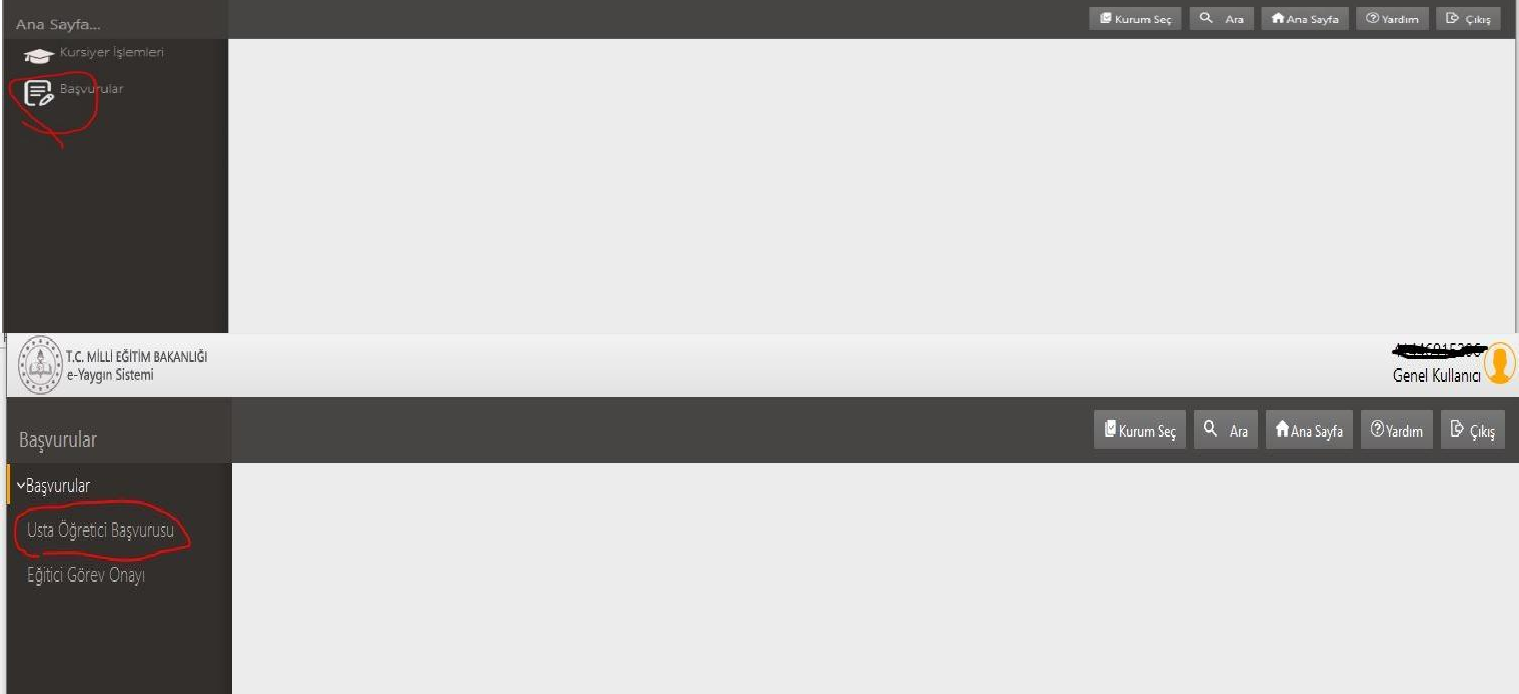 Ana Sayfa...
Kurum Seç Ara Ana Sayfa Yardım Çıkış
Kursiyer İşlemleri
Başvurular
T.C. MİLLİ EĞİTİM BAKANLIĞI
e-Yaygın Sistemi
Genel Kullanıcı
Başvurular
Kurum Seç Ara Ana Sayfa Yardım Çıkış
Başvurular
Usta Öğretici Başvurusu
Eğitici Görev Onayı